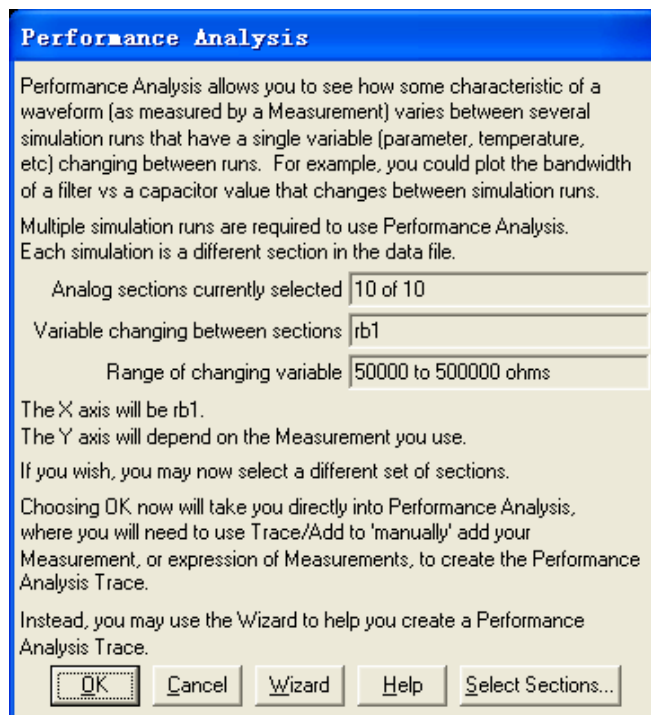 Performance Analysis
Performance Analysis allows you to see how some characteristic of a
waveform (as measured by a Measurement) varies between several
simulation runs that have a single variable (parameter, temperature,
etc) changing between runs.  For example, you could plot the bandwidth
of a filter vs a capacitor value that changes between simulation runs.
Multiple simulation runs are required to use Performance Analysis.
Each simulation is a different section in the data file.
Analog sections currently selected 10 of 10
Variable changing between sections rb1
Range of changing variable 50000 to 500000 ohms
The X axis will be rb1.
The Y axis will depend on the Measurement you use.
If you wish, you may now select a different set of sections.
Choosing OK now will take you directly into Performance Analysis,
where you will need to use Trace/Add to 'manually' add your
Measurement, or expression of Measurements, to create the Performance
Analysis Trace.
Instead, you may use the Wizard to help you create a Performance
Analysis Trace.
OK Cancel Wizard Help Select Sections...